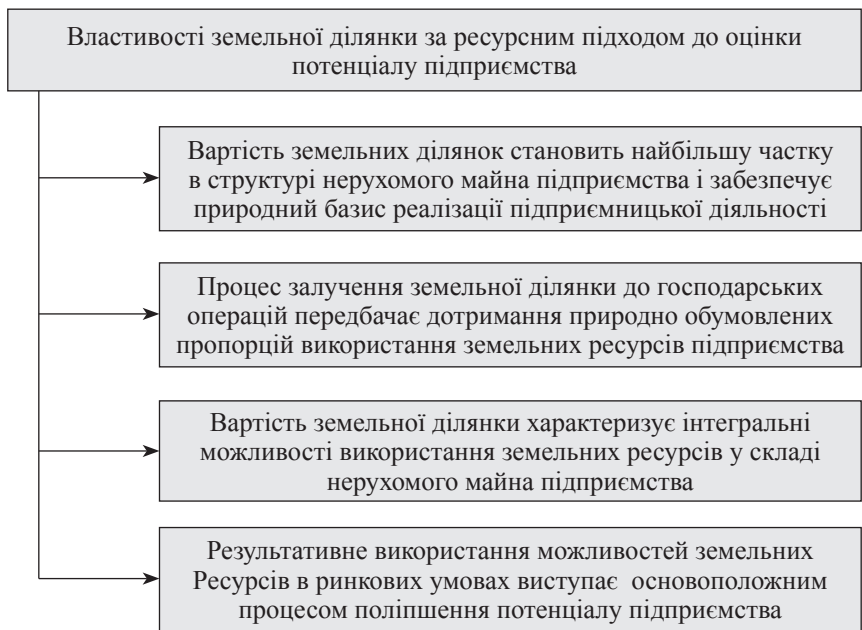 Властивості земельної ділянки за ресурсним підходом до оцінки
потенціалу підприємства
Вартість земельних ділянок становить найбільшу частку
в структурі нерухомого майна підприємства і забезпечує
природний базис реалізації підприємницької діяльності
Процес залучення земельної ділянки до господарських
операцій передбачає дотримання природно обумовлених
пропорцій використання земельних ресурсів підприємства
Вартість земельної ділянки характеризує інтегральні
можливості використання земельних ресурсів у складі
нерухомого майна підприємства
Результативне використання можливостей земельних
Ресурсів в ринкових умовах виступає основоположним
процесом поліпшення потенціалу підприємства